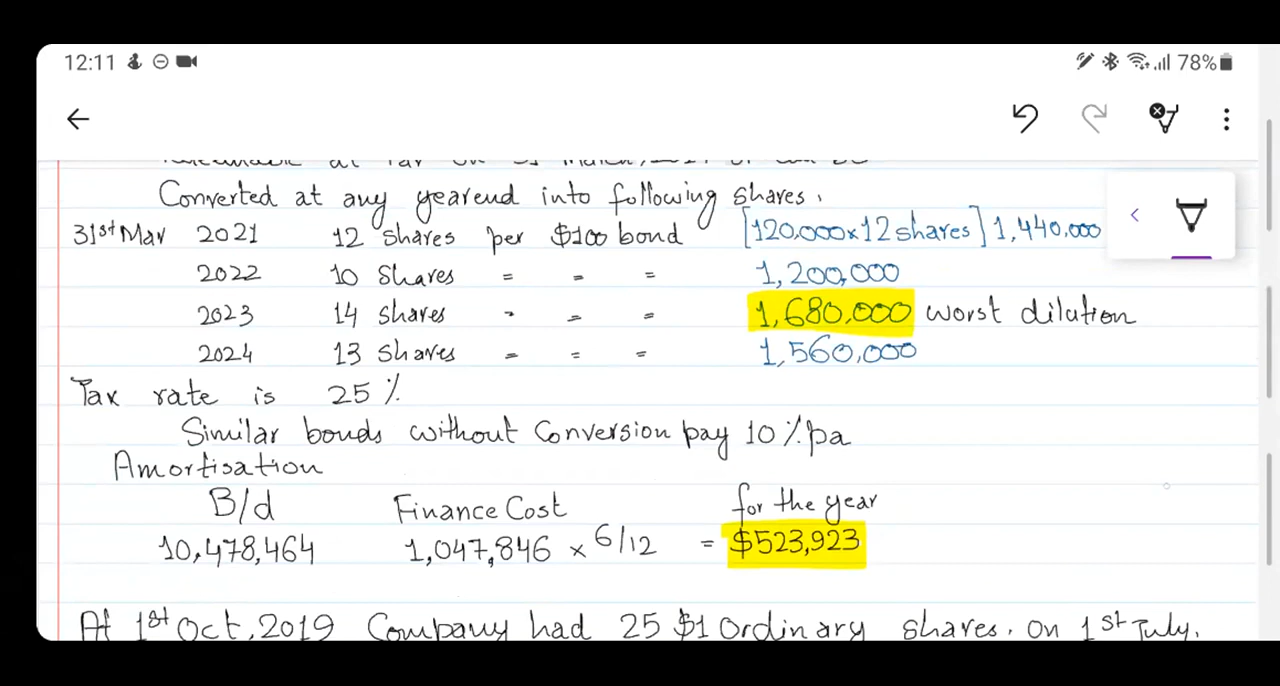 12:11 78%
Converted at any yearend into following shares.
31st Mar 2021 12 shares per $100 bond [120,000x12 shares] 1,440,000
2022 10 Shares = = = 1,200,000
2023 14 shares " = = 1,680,000 worst dilution
2024 13 shares = = = 1,560,000
Tax rate is 25%
Similar bonds without Conversion pay 10% pa
Amortisation
B/d Finance Cost for the year
10,478,464 1,047,846 x 6/12 = $523,923
At 1st Oct, 2019 Company had 25 $1 Ordinary shares. On 1st July,